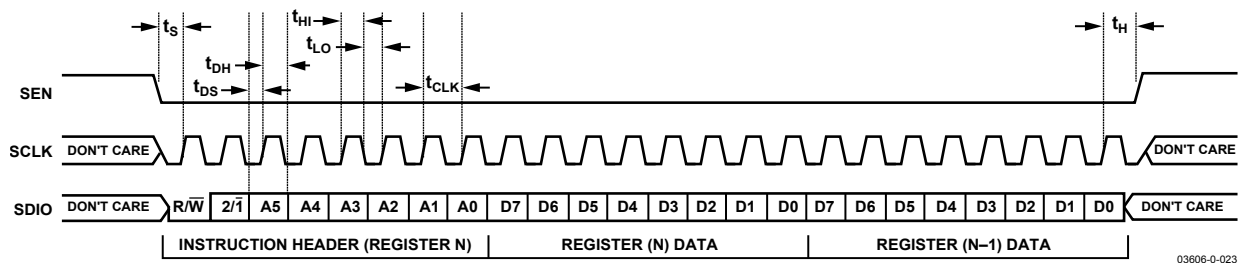 tS
tHI
tLO
tDH
tDS
tCLK
tH
SEN
SCLK DON'T CARE DON'T CARE
SDIO DON'T CARE R/W̅ 2/1̅ A5 A4 A3 A2 A1 A0 D7 D6 D5 D4 D3 D2 D1 D0 D7 D6 D5 D4 D3 D2 D1 D0 DON'T CARE
INSTRUCTION HEADER (REGISTER N) REGISTER (N) DATA REGISTER (N–1) DATA
03606-0-023